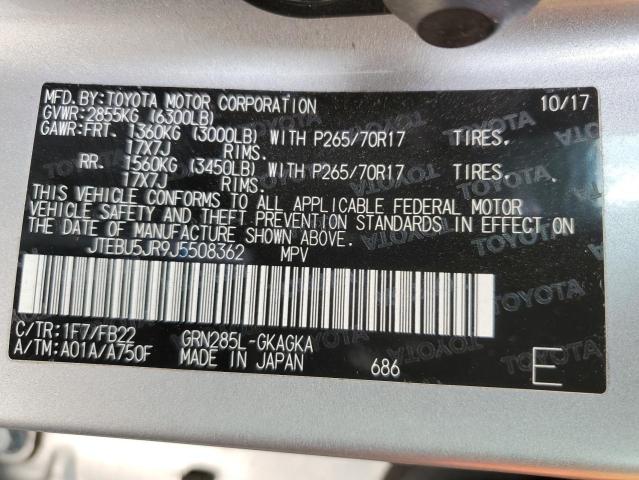 MFD.BY:TOYOTA MOTOR CORPORATION 10/17
GVWR:2855KG (6300LB)
GAWR:FRT. 1360KG (3000LB) WITH P265/70R17 TIRES.
17X7J RIMS.
RR. 1560KG (3450LB) WITH P265/70R17 TIRES.
17X7J RIMS.
THIS VEHICLE CONFORMS TO ALL APPLICABLE FEDERAL MOTOR
VEHICLE SAFETY AND THEFT PREVENTION STANDARDS IN EFFECT ON
THE DATE OF MANUFACTURE SHOWN ABOVE.
JTEBU5JR9J5508362 MPV
C/TR:1F7/FB22 GRN285L-GKAGKA
A/TM:A01A/A750F MADE IN JAPAN 686 E